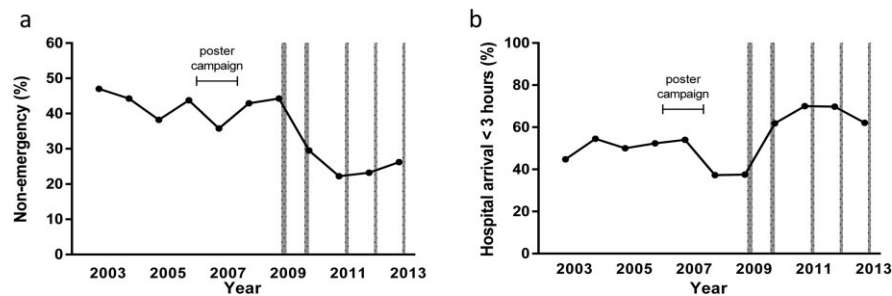 a
60
50
40
30
20
10
0
Non-emergency (%)
poster
campaign
2003 2005 2007 2009 2011 2013
Year
b
100
80
60
40
20
0
Hospital arrival < 3 hours (%)
poster
campaign
2003 2005 2007 2009 2011 2013
Year